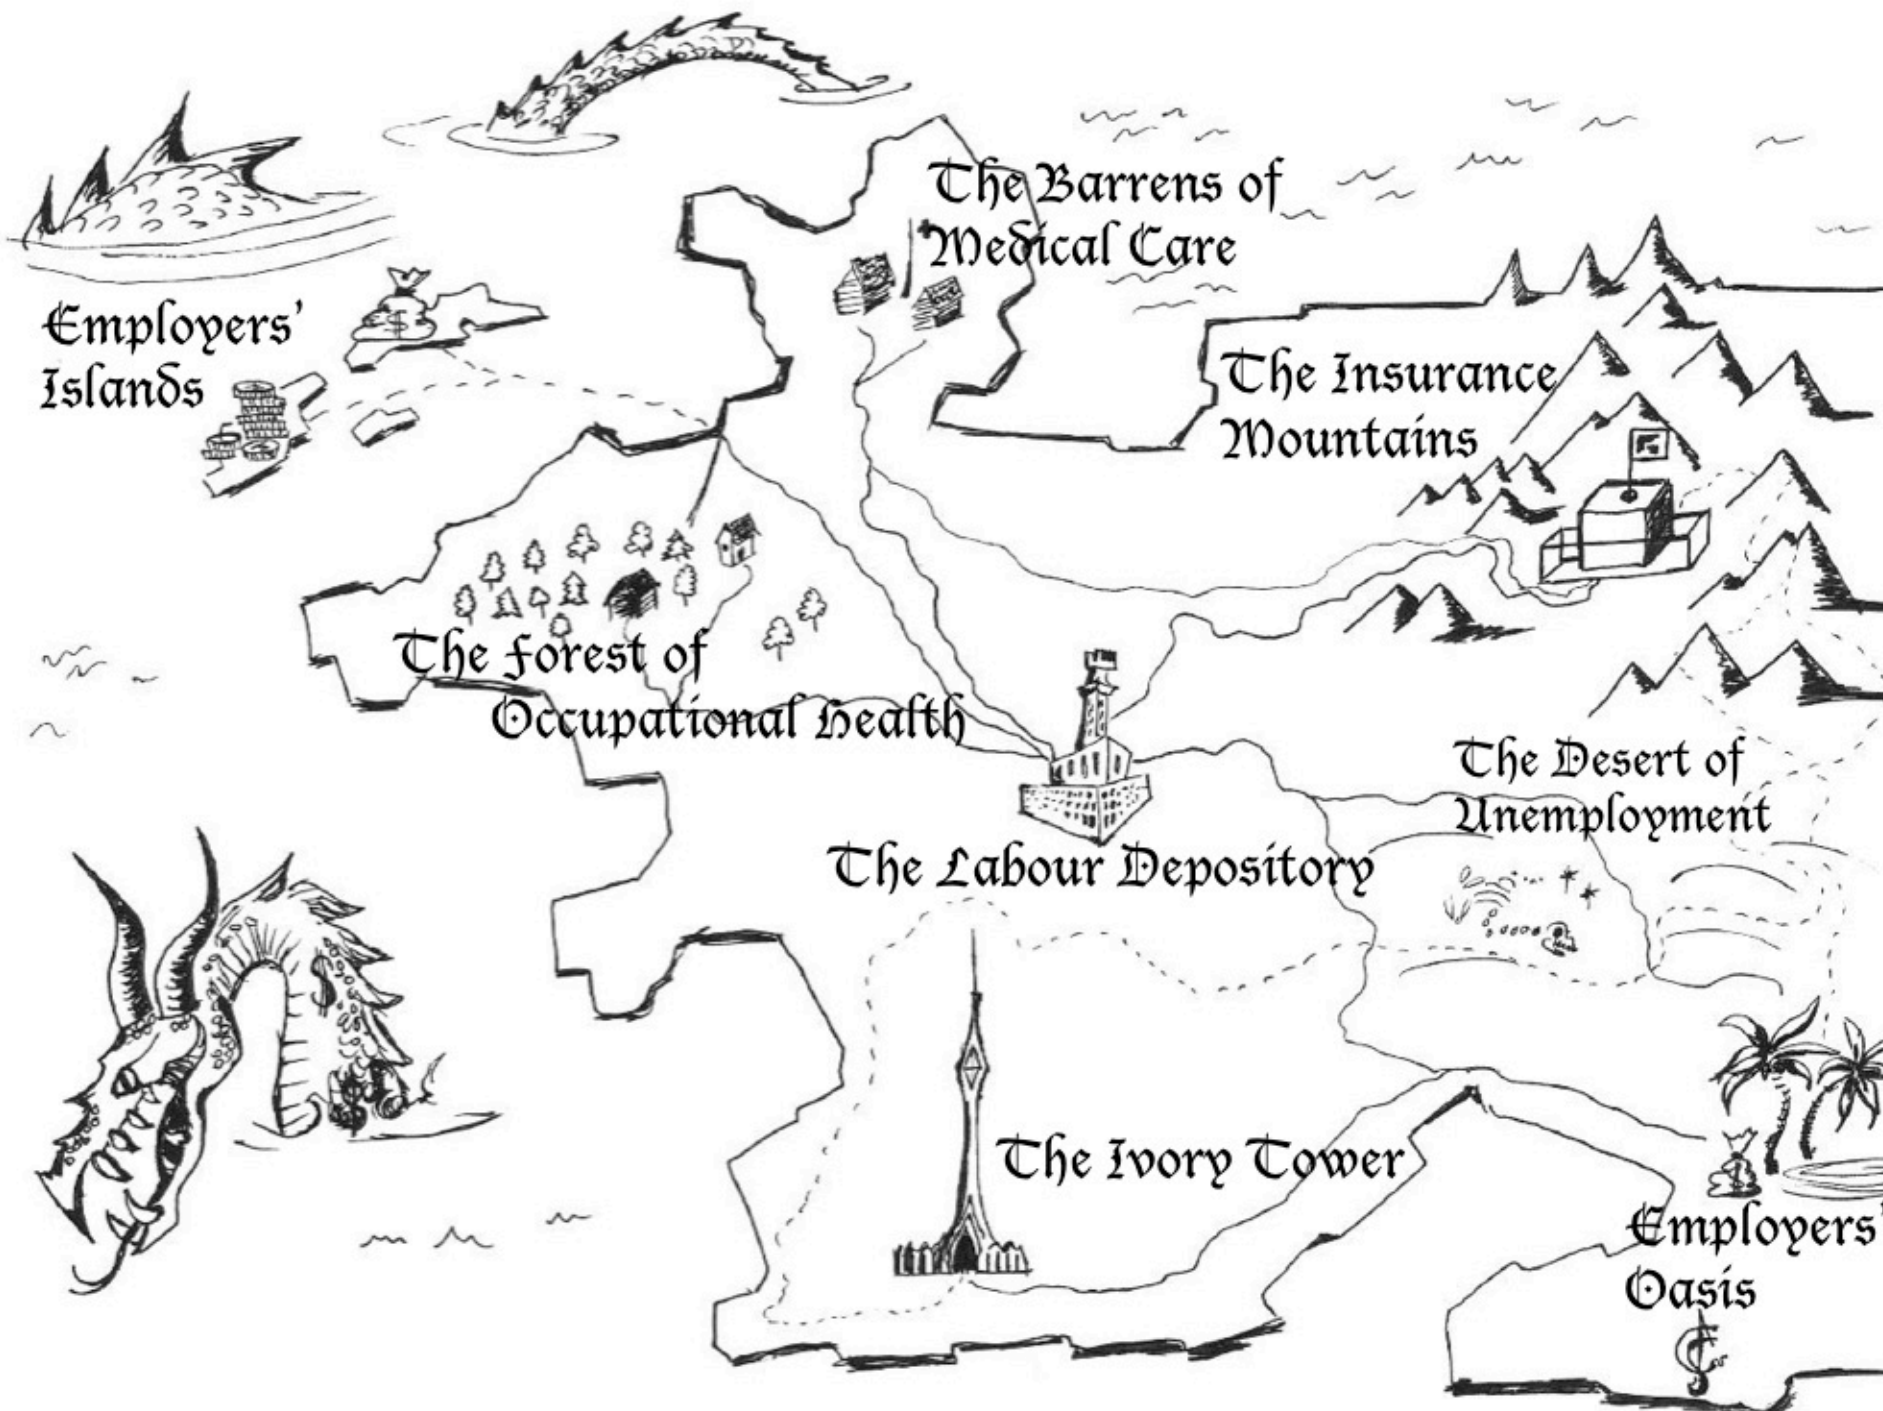 The Barrens of
Medical Care
Employers'
Islands
The Insurance
Mountains
The Forest of
Occupational Health
The Desert of
Unemployment
The Labour Depository
The Ivory Tower
Employers'
Oasis